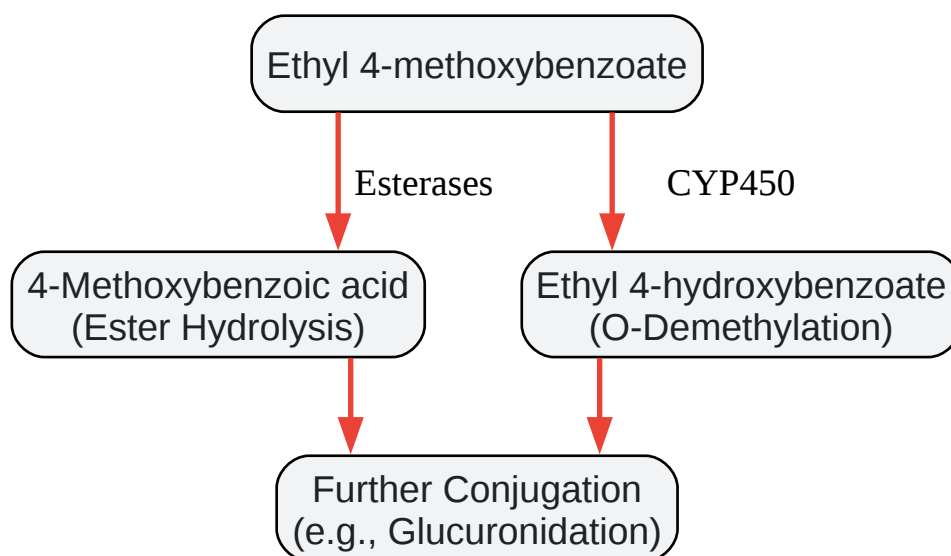 Ethyl 4-methoxybenzoate
Esterases
CYP450
4-Methoxybenzoic acid
(Ester Hydrolysis)
Ethyl 4-hydroxybenzoate
(O-Demethylation)
Further Conjugation
(e.g., Glucuronidation)